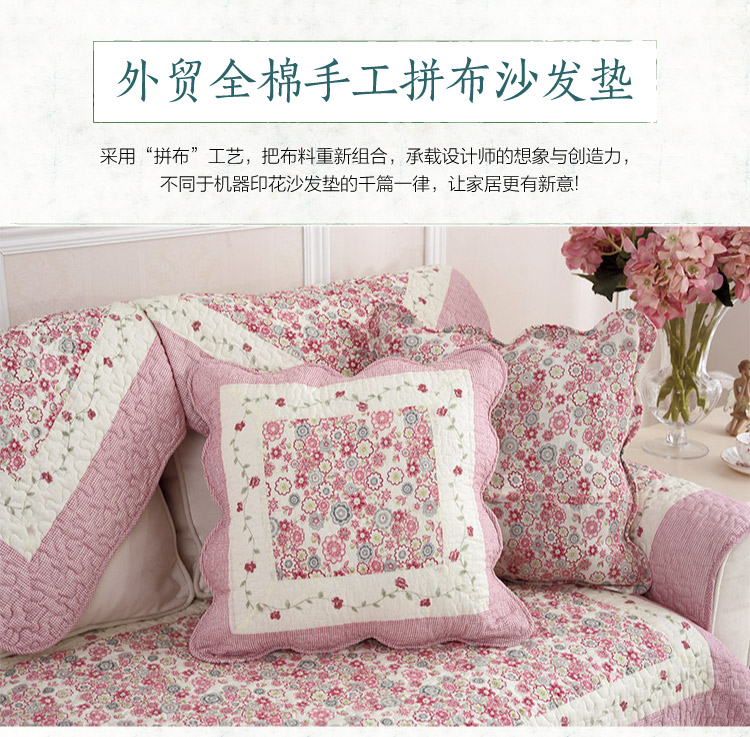 外贸全棉手工拼布沙发垫
采用“拼布”工艺，把布料重新组合，承载设计师的想象与创造力，
不同于机器印花沙发垫的千篇一律，让家居更有新意!